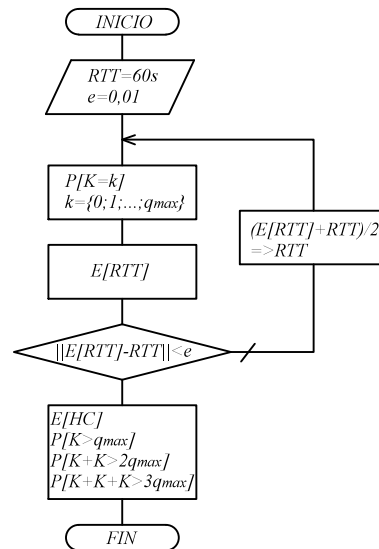 INICIO
RTT=60s
e=0,01
P[K=k]
k={0;1;...;qmax}
(E[RTT]+RTT)/2
=>RTT
E[RTT]
||E[RTT]-RTT||<e
E[HC]
P[K>qmax]
P[K+K>2qmax]
P[K+K+K>3qmax]
FIN